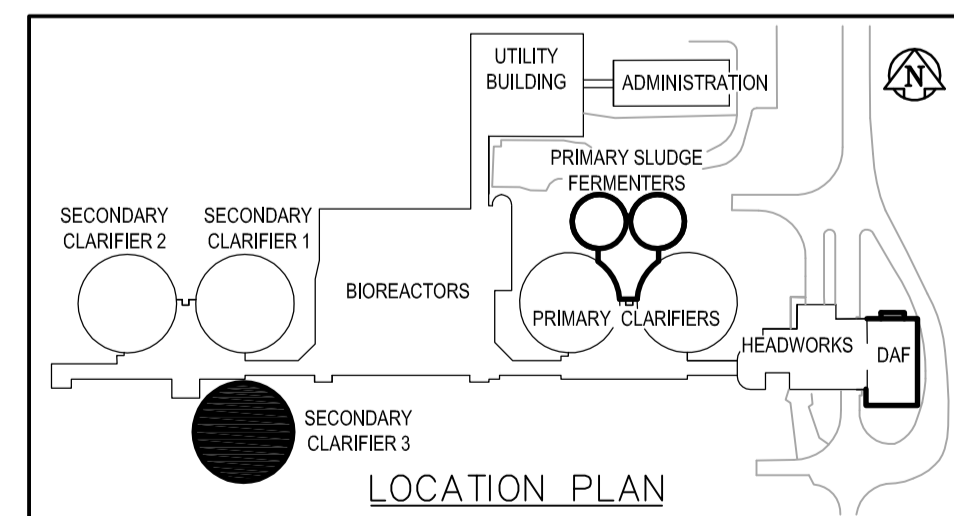 UTILITY
BUILDING
ADMINISTRATION
N
PRIMARY SLUDGE
FERMENTERS
SECONDARY
CLARIFIER 2
SECONDARY
CLARIFIER 1
BIOREACTORS
PRIMARY CLARIFIERS
HEADWORKS
DAF
SECONDARY
CLARIFIER 3
LOCATION PLAN